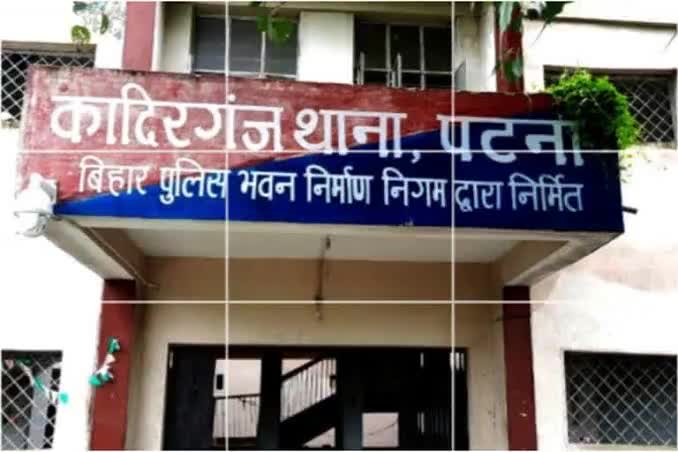 कादिरगंज थाना, पटना
बिहार पुलिस भवन निर्माण निगम द्वारा निर्मित